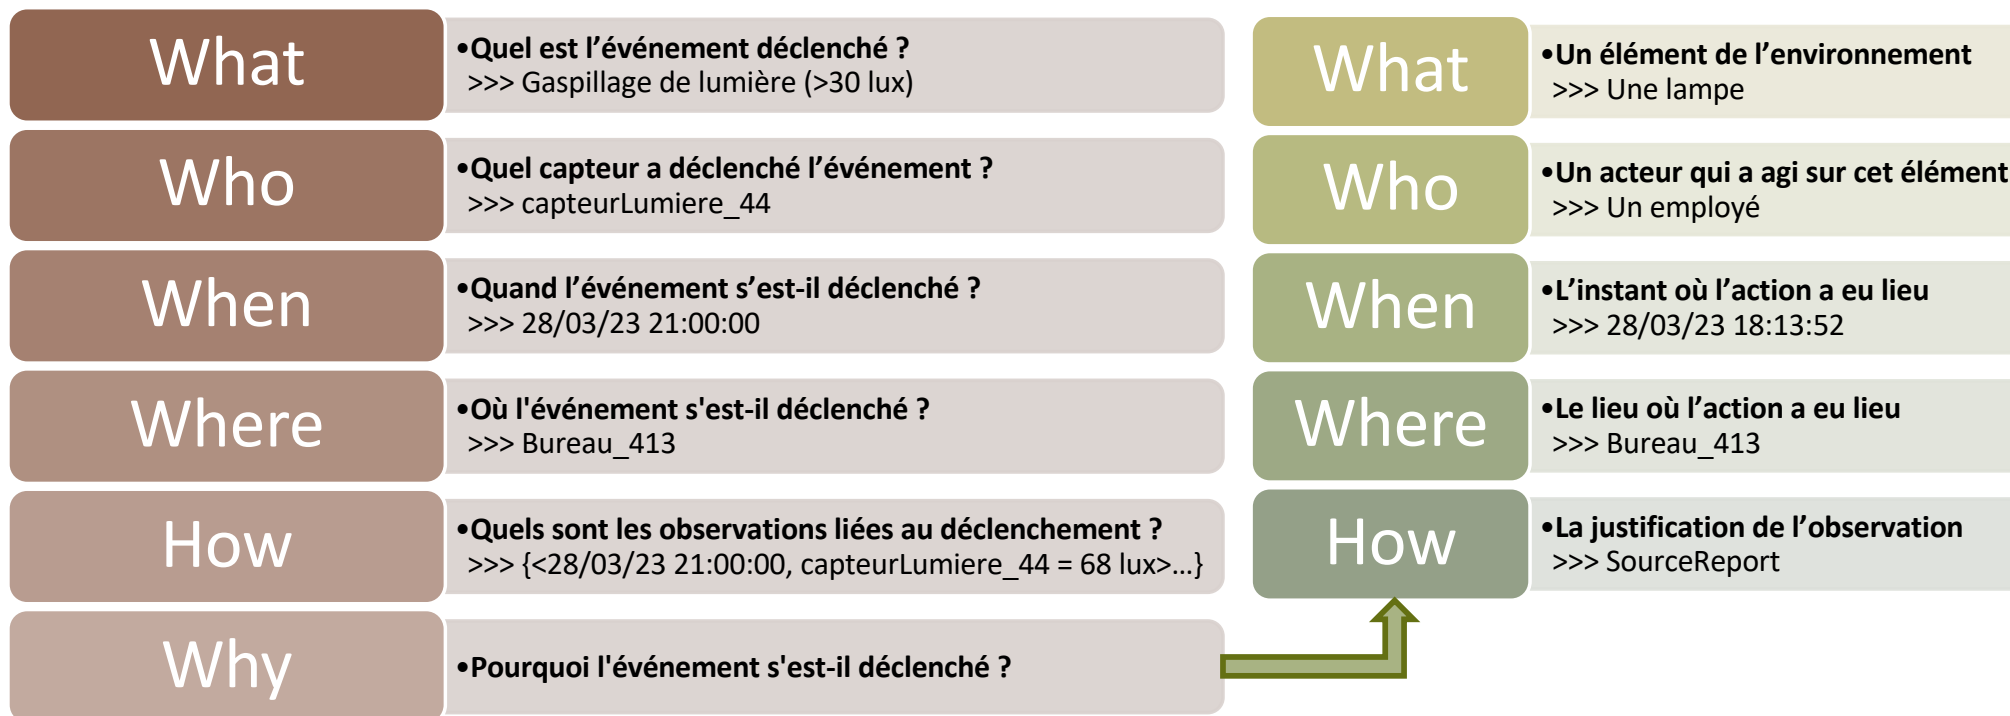 What
•Quel est l’événement déclenché ?
>>> Gaspillage de lumière (>30 lux)
Who
•Quel capteur a déclenché l’événement ?
>>> capteurLumiere_44
When
•Quand l’événement s’est-il déclenché ?
>>> 28/03/23 21:00:00
Where
•Où l'événement s'est-il déclenché ?
>>> Bureau_413
How
•Quels sont les observations liées au déclenchement ?
>>> {<28/03/23 21:00:00, capteurLumiere_44 = 68 lux>...}
Why
•Pourquoi l'événement s'est-il déclenché ?
What
•Un élément de l’environnement
>>> Une lampe
Who
•Un acteur qui a agi sur cet élément
>>> Un employé
When
•L’instant où l’action a eu lieu
>>> 28/03/23 18:13:52
Where
•Le lieu où l’action a eu lieu
>>> Bureau_413
How
•La justification de l’observation
>>> SourceReport